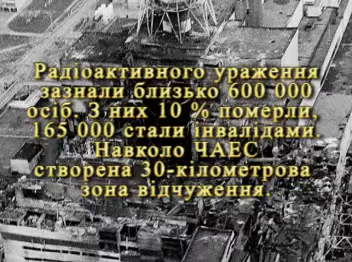 Радіоактивного ураження
зазнали близько 600 000
осіб. З них 10 % померли,
165 000 стали інвалідами.
Навколо ЧАЕС
створена 30-кілометрова
зона відчуження.